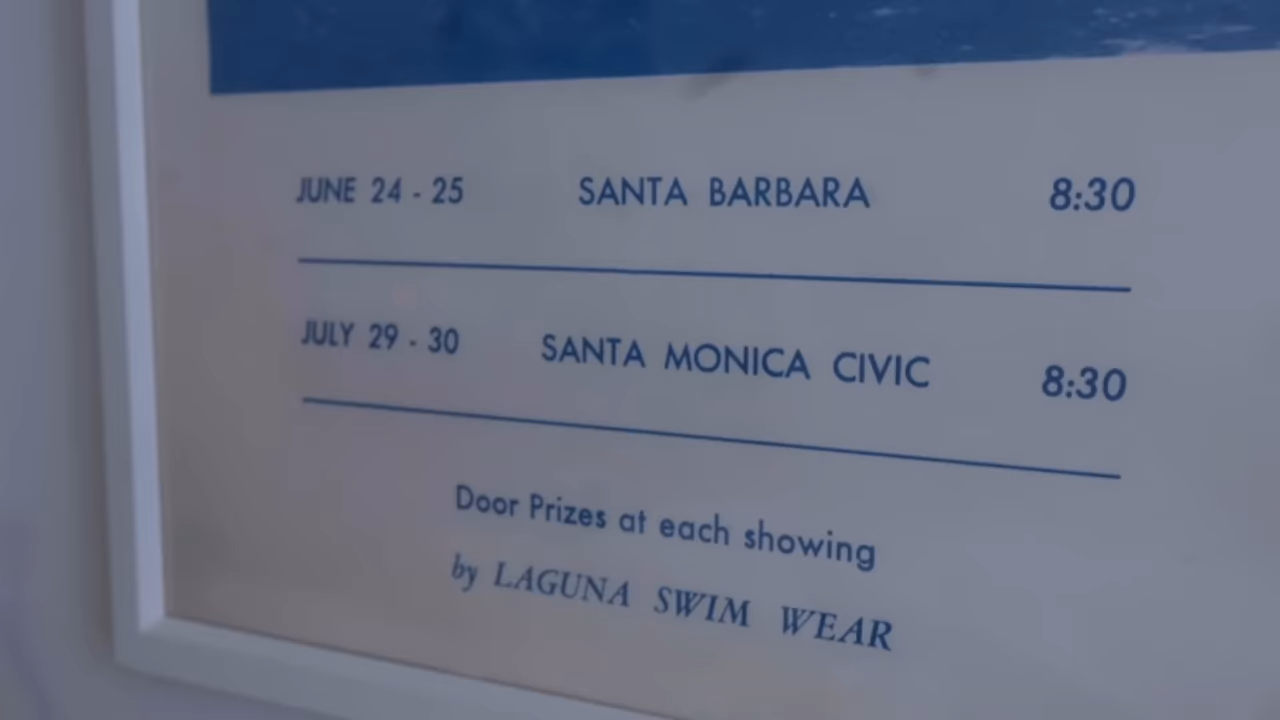 JUNE 24 - 25 SANTA BARBARA 8:30
JULY 29 - 30 SANTA MONICA CIVIC 8:30
Door Prizes at each showing
by LAGUNA SWIM WEAR